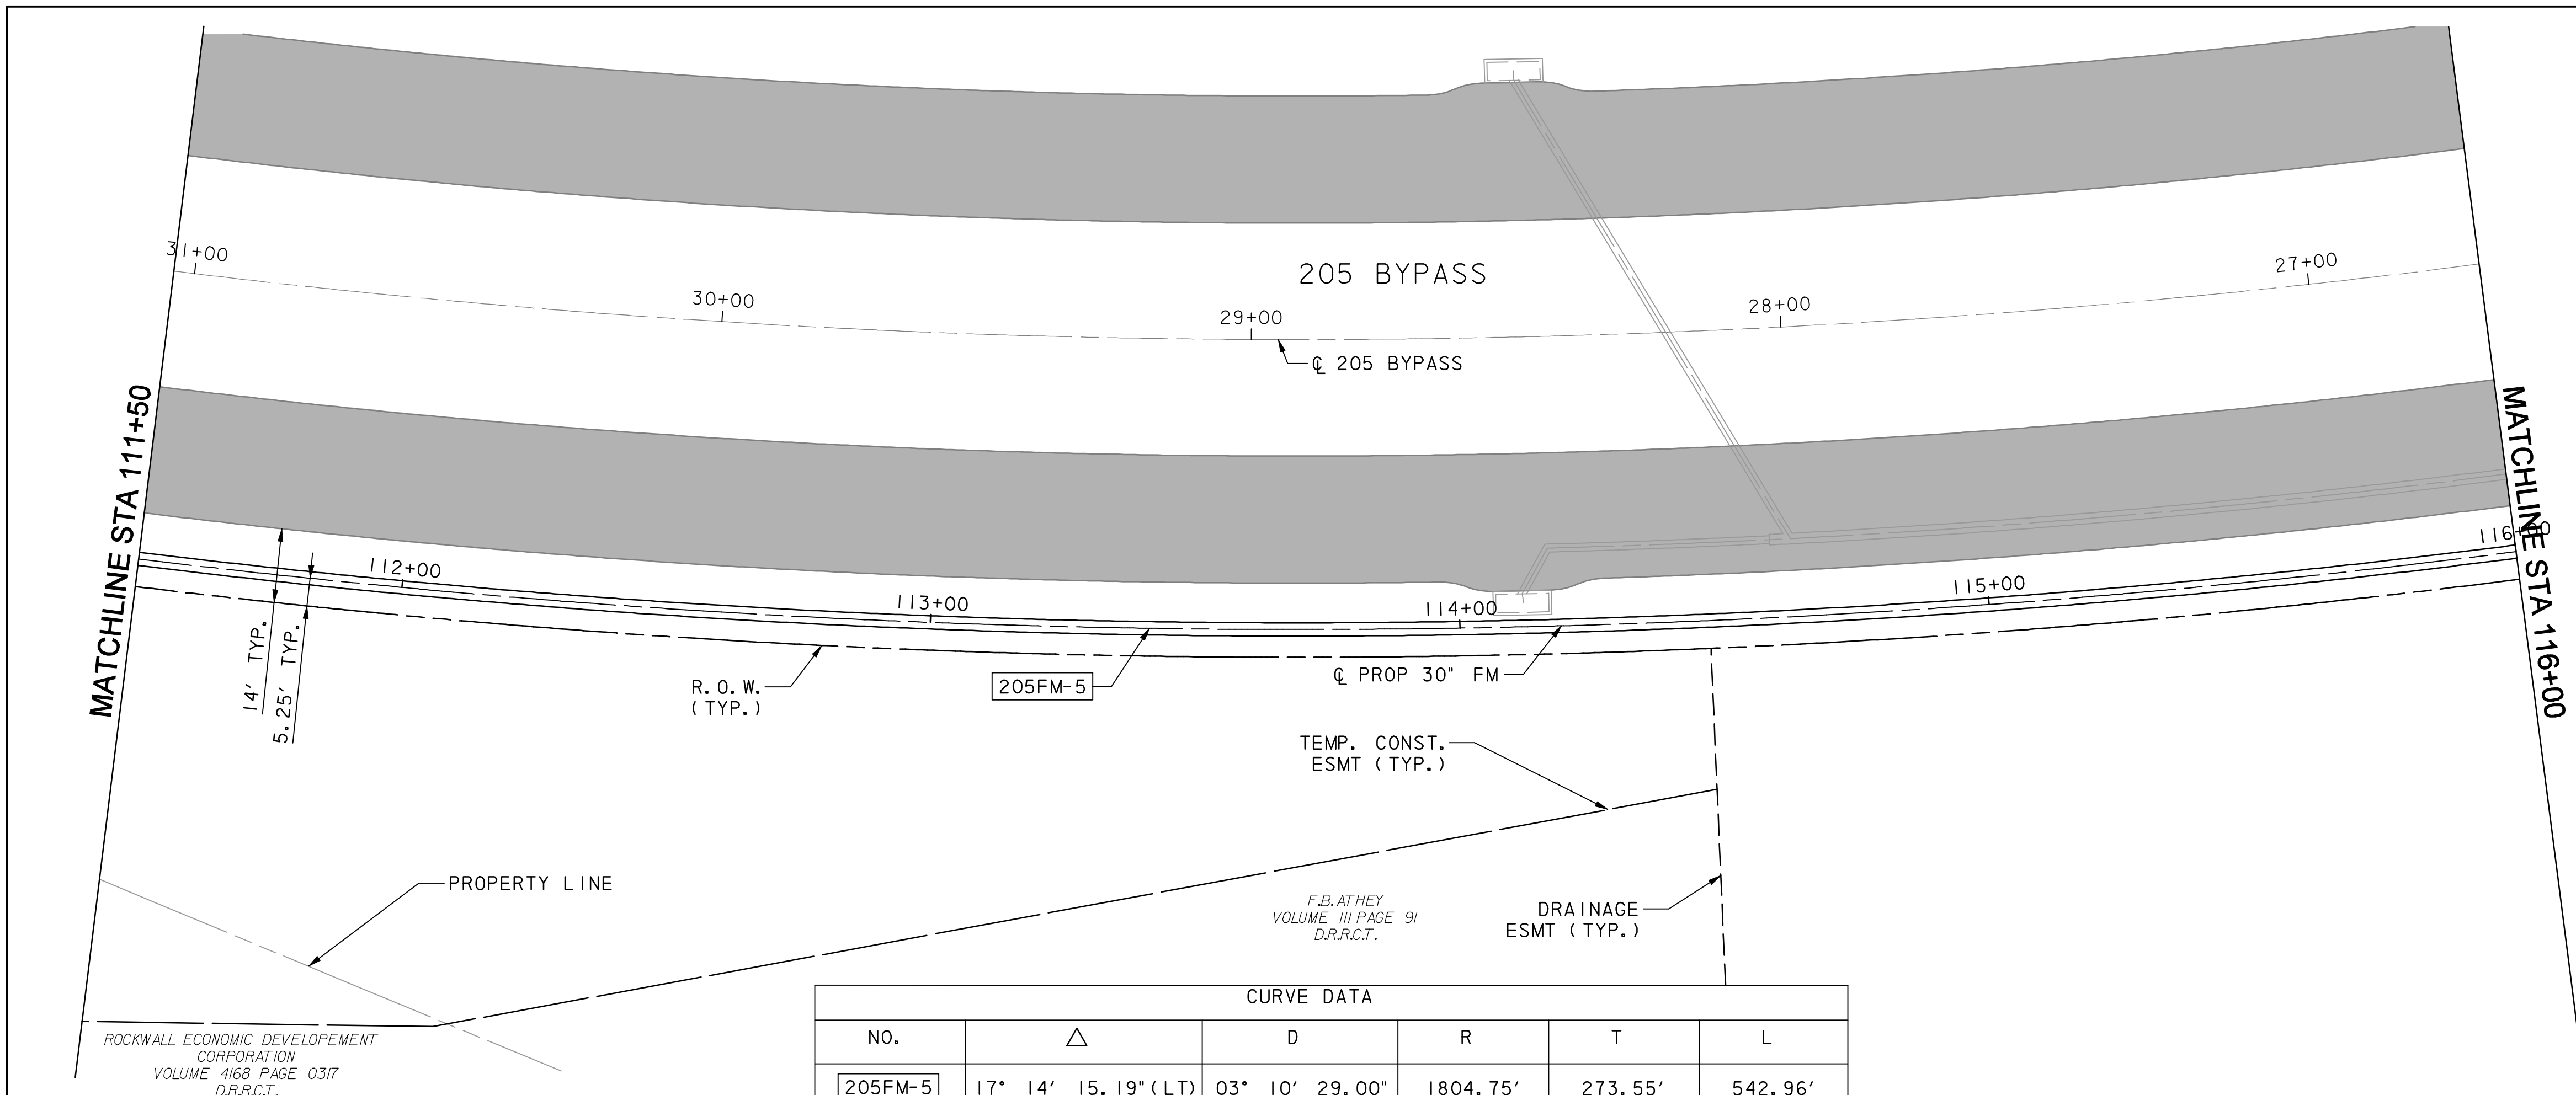 31+00
30+00
29+00
28+00
27+00
205 BYPASS
℄ 205 BYPASS
MATCHLINE STA 111+50
MATCHLINE STA 116+00
112+00
113+00
114+00
115+00
116+00
14' TYP.
5.25' TYP.
R.O.W.
(TYP.)
205FM-5
℄ PROP 30" FM
TEMP. CONST.
ESMT (TYP.)
PROPERTY LINE
F.B. ATHEY
VOLUME 111 PAGE 91
D.R.R.C.T.
DRAINAGE
ESMT (TYP.)
ROCKWALL ECONOMIC DEVELOPEMENT
CORPORATION
VOLUME 4168 PAGE 0317
D.R.R.C.T.
CURVE DATA
NO. △ D R T L
205FM-5 17° 14' 15.19"(LT) 03° 10' 29.00" 1804.75' 273.55' 542.96'